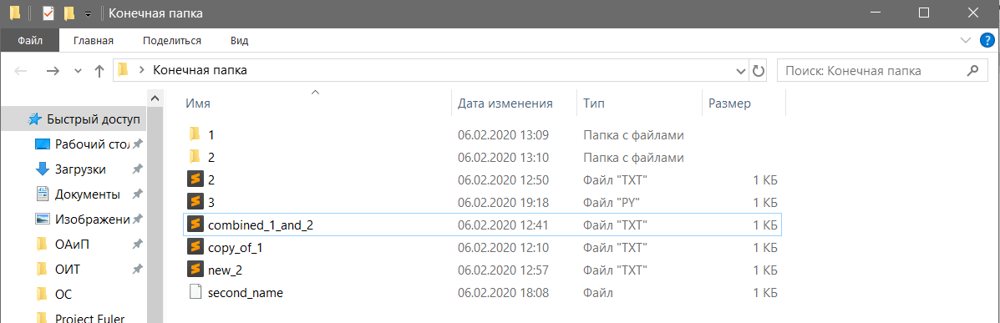 Конечная папка
Файл Главная Поделиться Вид ?
Конечная папка Поиск: Конечная папка
Имя Дата изменения Тип Размер
Быстрый доступ
Рабочий стол
Загрузки
Документы
Изображени
ОАиП
ОИТ
ОС
Project Euler
1 06.02.2020 13:09 Папка с файлами
2 06.02.2020 13:10 Папка с файлами
2 06.02.2020 12:50 Файл "TXT" 1 КБ
3 06.02.2020 19:18 Файл "PY" 1 КБ
combined_1_and_2 06.02.2020 12:41 Файл "TXT" 1 КБ
copy_of_1 06.02.2020 12:10 Файл "TXT" 1 КБ
new_2 06.02.2020 12:57 Файл "TXT" 1 КБ
second_name 06.02.2020 18:08 Файл 1 КБ